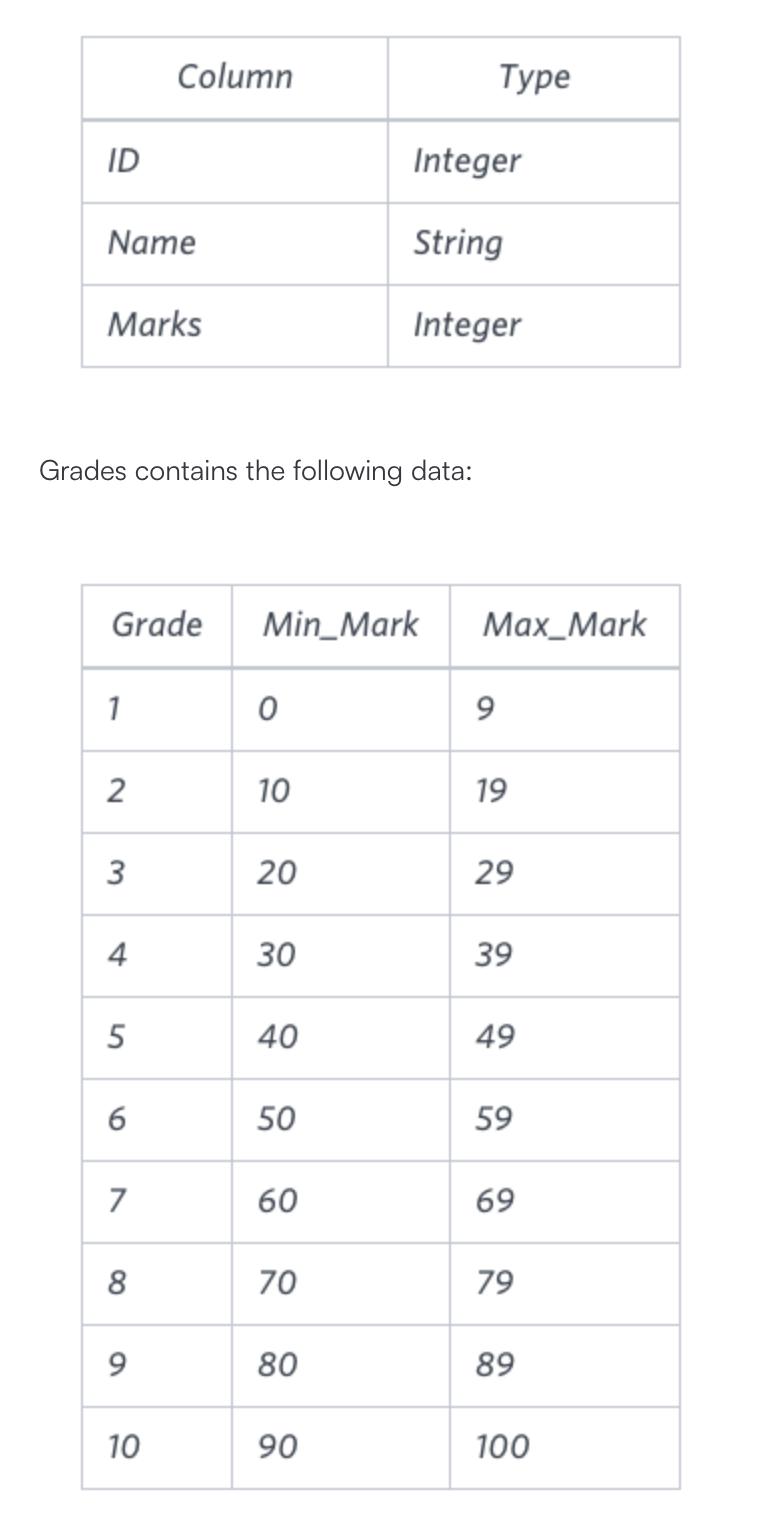 Column Type
ID Integer
Name String
Marks Integer
Grades contains the following data:
Grade Min_Mark Max_Mark
1 0 9
2 10 19
3 20 29
4 30 39
5 40 49
6 50 59
7 60 69
8 70 79
9 80 89
10 90 100